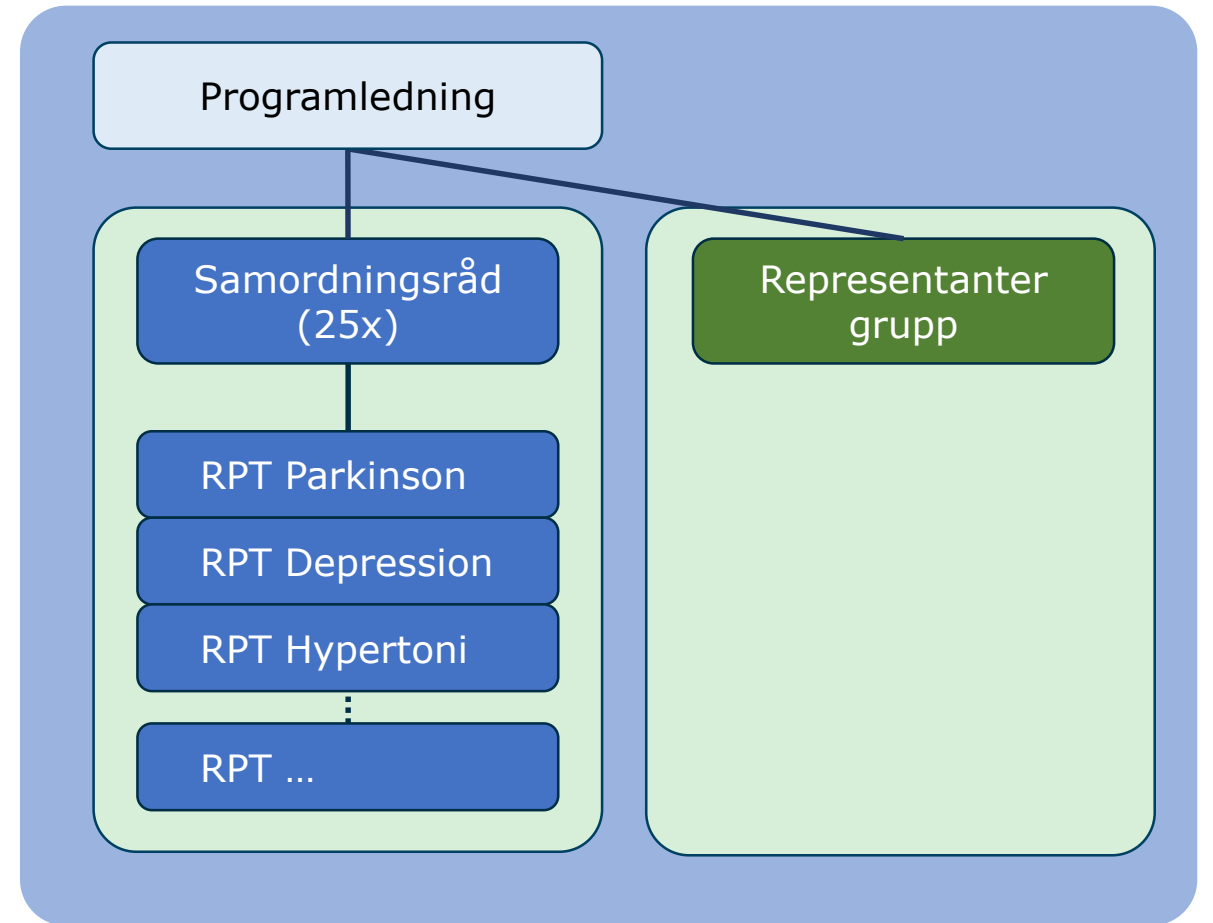 Programledning
Samordningsråd
(25x)
Representanter
grupp
RPT Parkinson
RPT Depression
RPT Hypertoni
RPT …